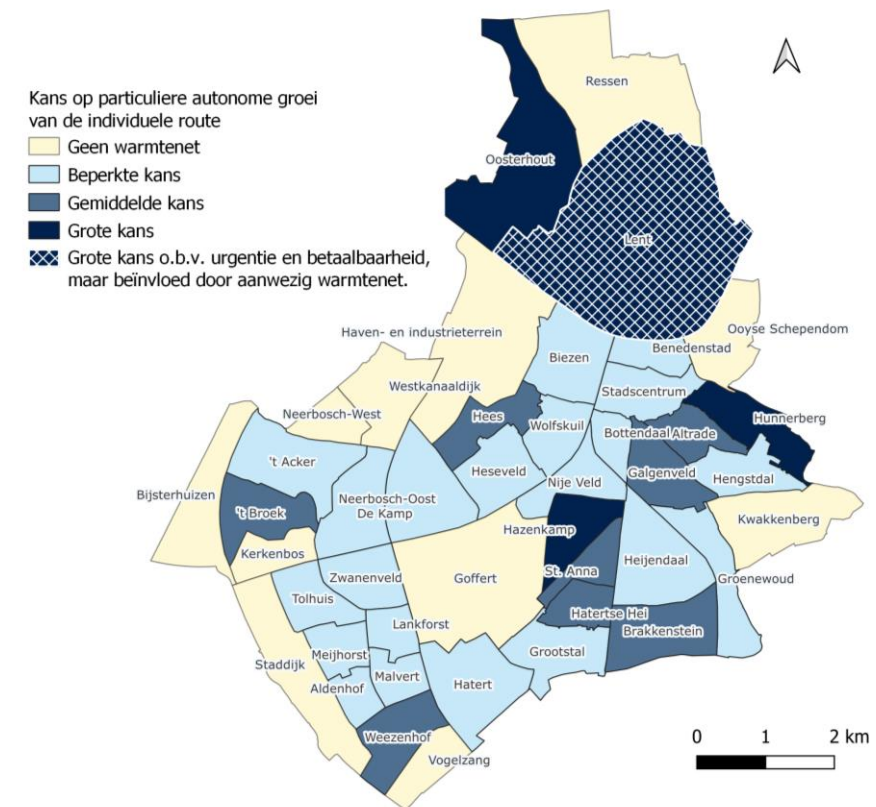 Kans op particuliere autonome groei
van de individuele route
Geen warmtenet
Beperkte kans
Gemiddelde kans
Grote kans
Grote kans o.b.v. urgentie en betaalbaarheid,
maar beïnvloed door aanwezig warmtenet.
Ressen
Oosterhout
Lent
Haven- en industrieterrein
Ooyse Schependom
Biezen
Benedenstad
Westkanaaldijk
Stadscentrum
Neerbosch-West
Hees
Wolfskuil
Hunnerberg
Bottendaal
Altrade
't Acker
Heseveld
Galgenveld
Hengstdal
Nije Veld
Bijsterhuizen
't Broek
Neerbosch-Oost
De Kamp
Kwakkenberg
Hazenkamp
Kerkenbos
Heijendaal
Zwanenveld
Goffert
St. Anna
Groenewoud
Tolhuis
Hatertse Hei
Lankforst
Brakkenstein
Meijhorst
Grootstal
Staddijk
Malvert
Hatert
Aldenhof
Weezenhof
Vogelzang
0 1 2 km